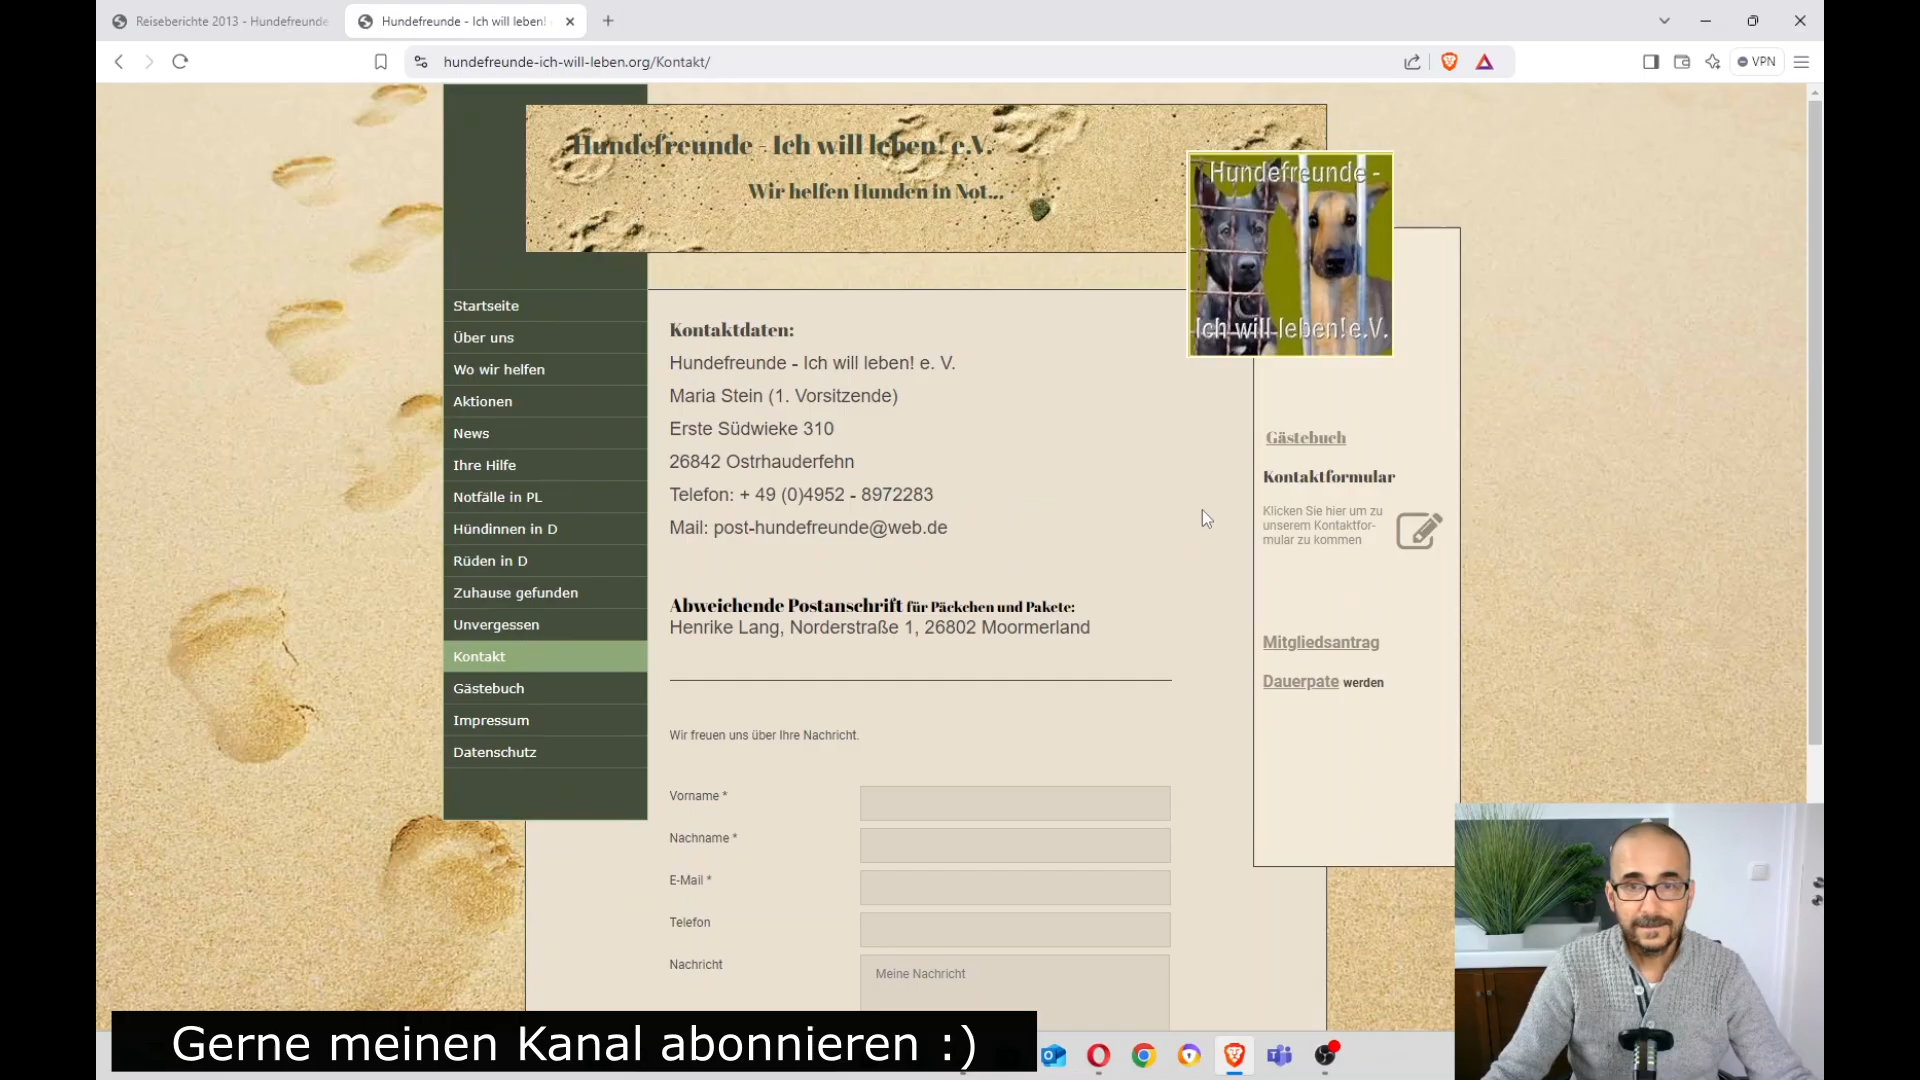 Reiseberichte 2013 - Hundefreunde
Hundefreunde - Ich will leben!
hundefreunde-ich-will-leben.org/Kontakt/
VPN
Hundefreunde - Ich will leben! e.V.
Wir helfen Hunden in Not...
Hundefreunde -
Ich will leben!e.V.
Startseite
Über uns
Wo wir helfen
Aktionen
News
Ihre Hilfe
Notfälle in PL
Hündinnen in D
Rüden in D
Zuhause gefunden
Unvergessen
Kontakt
Gästebuch
Impressum
Datenschutz
Kontaktdaten:
Hundefreunde - Ich will leben! e. V.
Maria Stein (1. Vorsitzende)
Erste Südwieke 310
26842 Ostrhauderfehn
Telefon: + 49 (0)4952 - 8972283
Mail: post-hundefreunde@web.de
Abweichende Postanschrift für Päckchen und Pakete:
Henrike Lang, Norderstraße 1, 26802 Moormerland
Wir freuen uns über Ihre Nachricht.
Vorname *
Nachname *
E-Mail *
Telefon
Nachricht
Meine Nachricht
Gästebuch
Kontaktformular
Klicken Sie hier um zu
unserem Kontaktfor-
mular zu kommen
Mitgliedsantrag
Dauerpate werden
Gerne meinen Kanal abonnieren :)